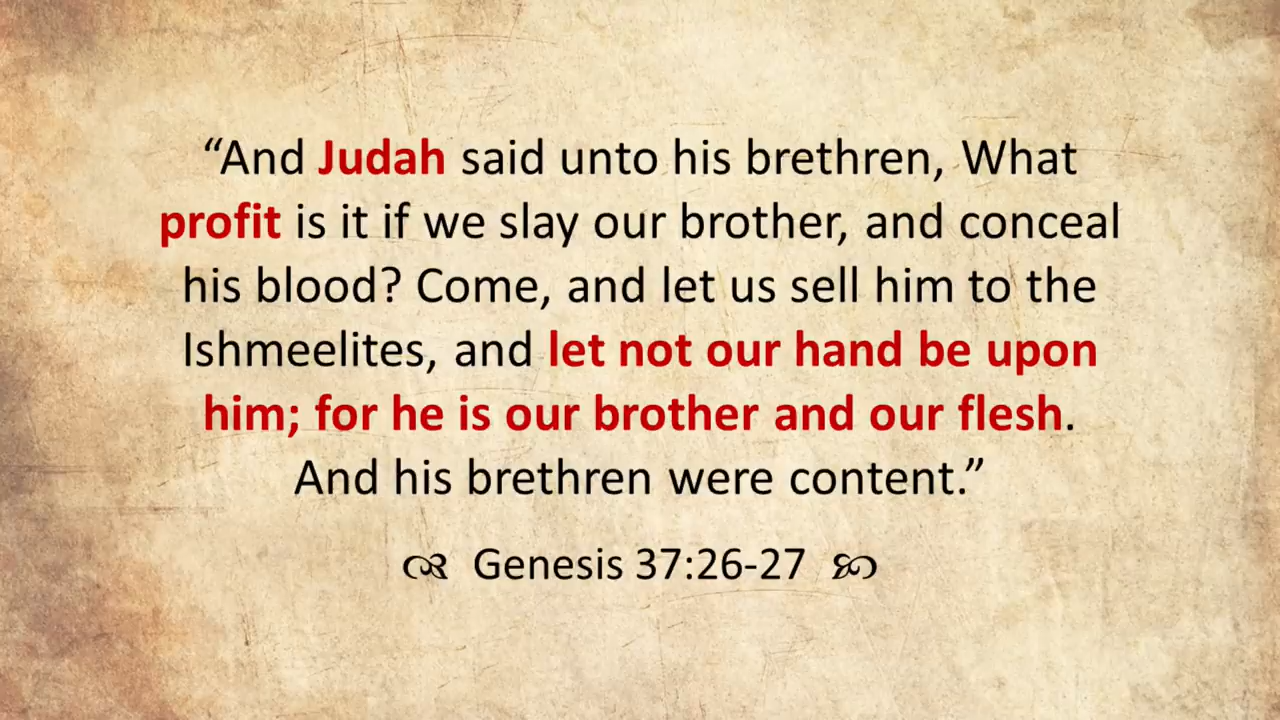 “And Judah said unto his brethren, What
profit is it if we slay our brother, and conceal
his blood? Come, and let us sell him to the
Ishmeelites, and let not our hand be upon
him; for he is our brother and our flesh.
And his brethren were content.”
Genesis 37:26-27